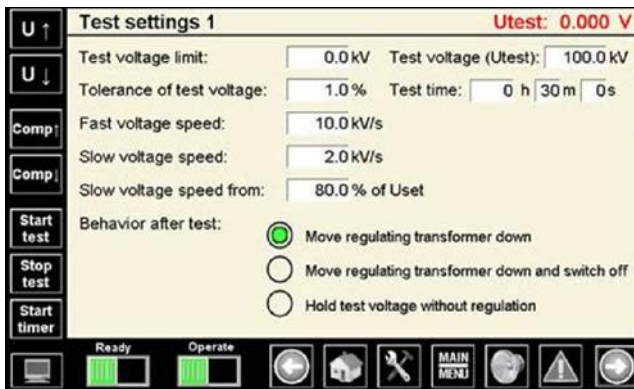 U ↑
U ↓
Comp↑
Comp↓
Start test
Stop test
Start timer
Test settings 1 Utest: 0.000 V
Test voltage limit: 0.0 kV Test voltage (Utest): 100.0 kV
Tolerance of test voltage: 1.0 % Test time: 0 h 30 m 0 s
Fast voltage speed: 10.0 kV/s
Slow voltage speed: 2.0 kV/s
Slow voltage speed from: 80.0 % of Uset
Behavior after test:
Move regulating transformer down
Move regulating transformer down and switch off
Hold test voltage without regulation
Ready Operate
MAIN
MENU